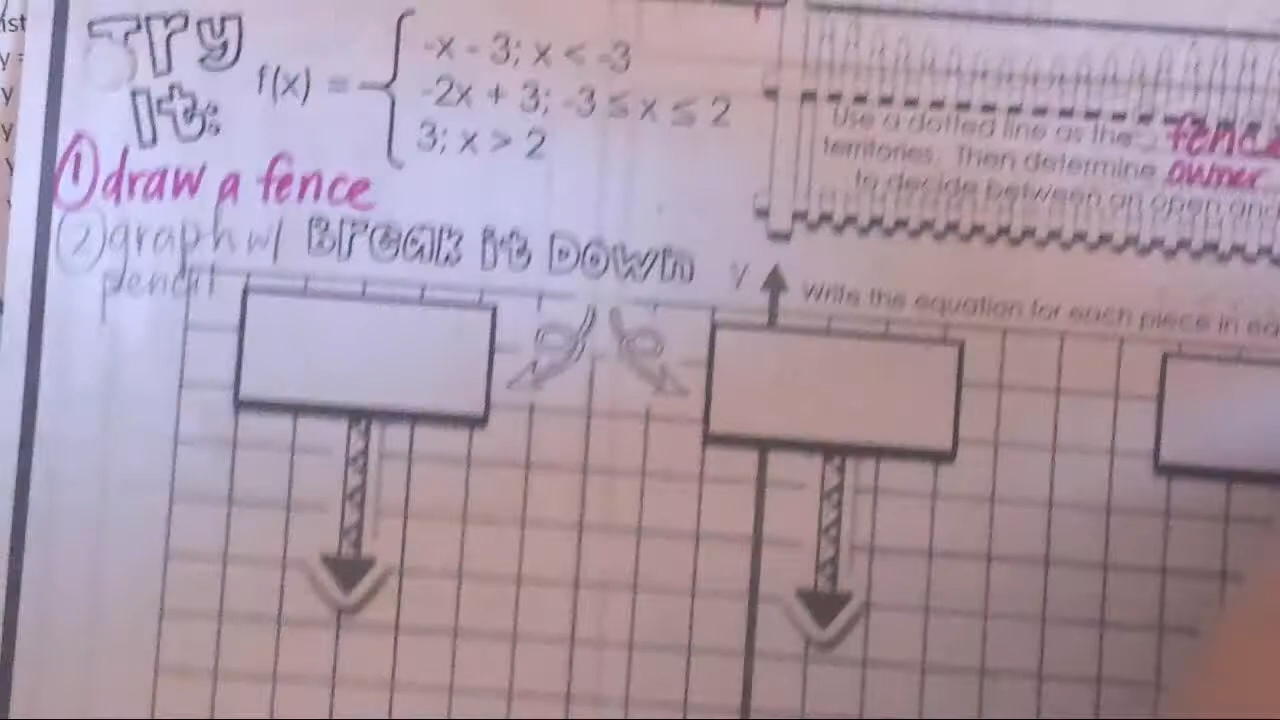 ist
y =
y
y
Try It:
f(x) = { -x - 3; x < -3
-2x + 3; -3 ≤ x ≤ 2
3; x > 2
① draw a fence
② graph w/ pencil
Break it Down
Use a dotted line as the fence
territories. Then determine owner
to decide between an open and
y
Write the equation for each piece in